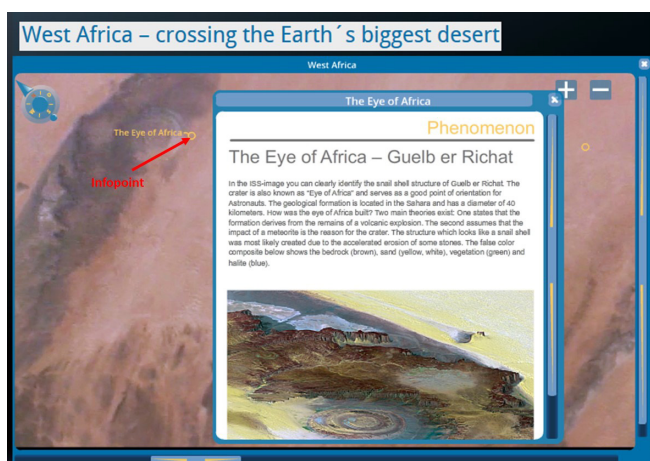 West Africa – crossing the Earth´s biggest desert
West Africa
The Eye of Africa
The Eye of Africa
Infopoint
Phenomenon
The Eye of Africa – Guelb er Richat
In the ISS-image you can clearly identify the snail shell structure of Guelb er Richat. The
crater is also known as "Eye of Africa" and serves as a good point of orientation for
Astronauts. The geological formation is located in the Sahara and has a diameter of 40
kilometers. How was the eye of Africa built? Two main theories exist: One states that the
formation derives from the remains of a volcanic explosion. The second assumes that the
impact of a meteorite is the reason for the crater. The structure which looks like a snail shell
was most likely created due to the accelerated erosion of some stones. The false color
composite below shows the bedrock (brown), sand (yellow, white), vegetation (green) and
halite (blue).